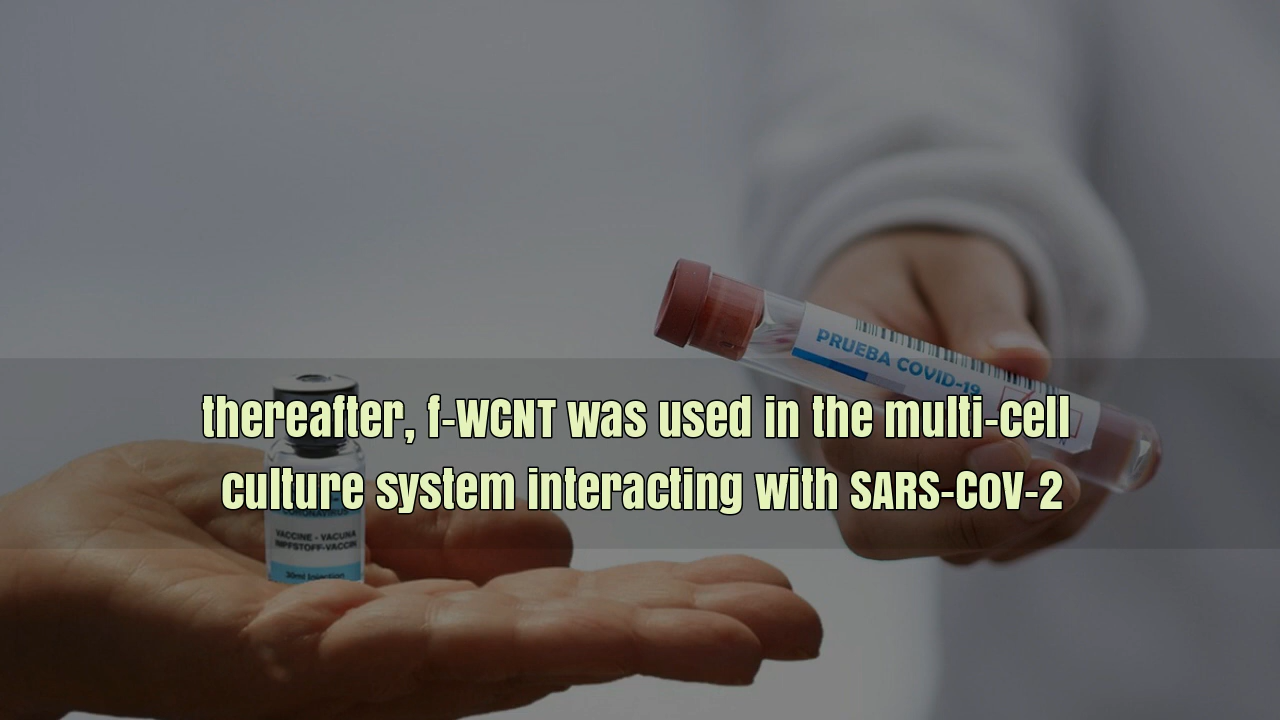 PRUEBA COVID-19
thereafter, f-WCNT was used in the multi-cell
culture system interacting with SARS-CoV-2
CORONAVIRUS
VACCINE - VACUNA
IMPFSTOFF-VACCIN
30ml Injection